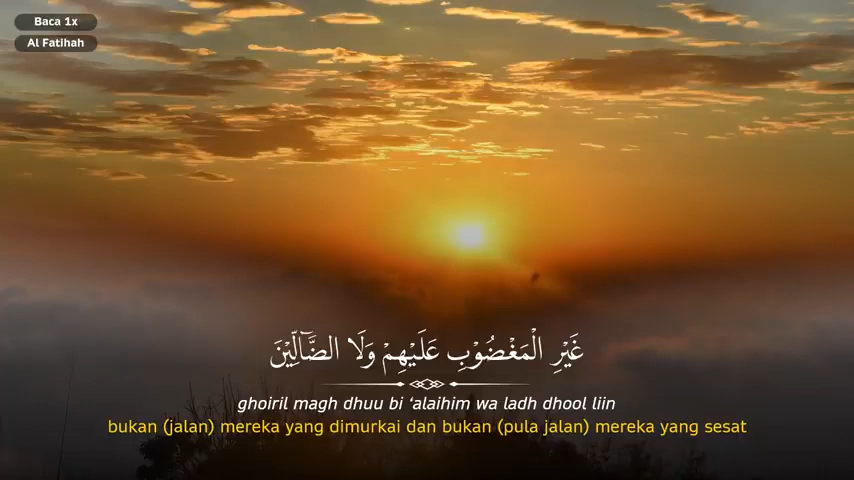 Baca 1x
Al Fatihah
غَيْرِ الْمَغْضُوْبِ عَلَيْهِمْ وَلَا الضَّاۤلِّيْنَ
ghoiril magh dhuu bi ‘alaihim wa ladh dhool liin
bukan (jalan) mereka yang dimurkai dan bukan (pula jalan) mereka yang sesat